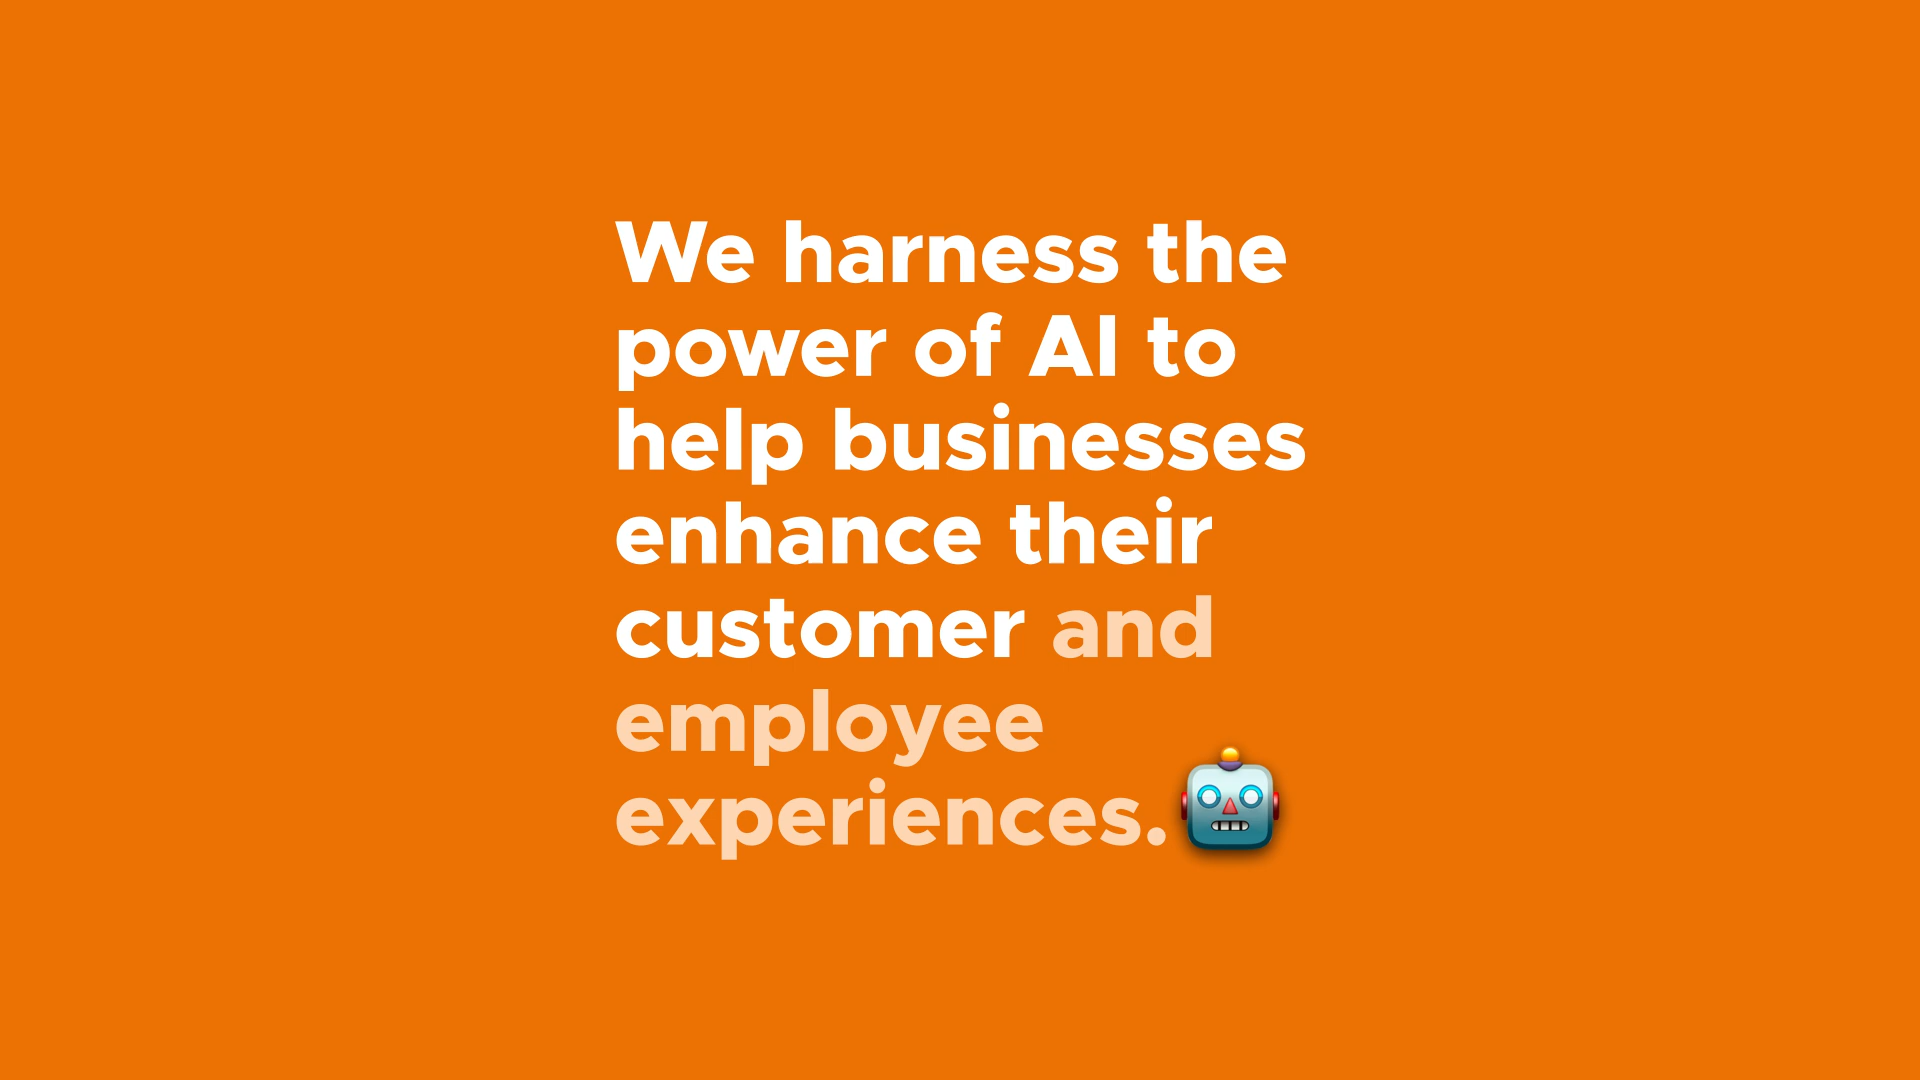 We harness the
power of AI to
help businesses
enhance their
customer and
employee
experiences.